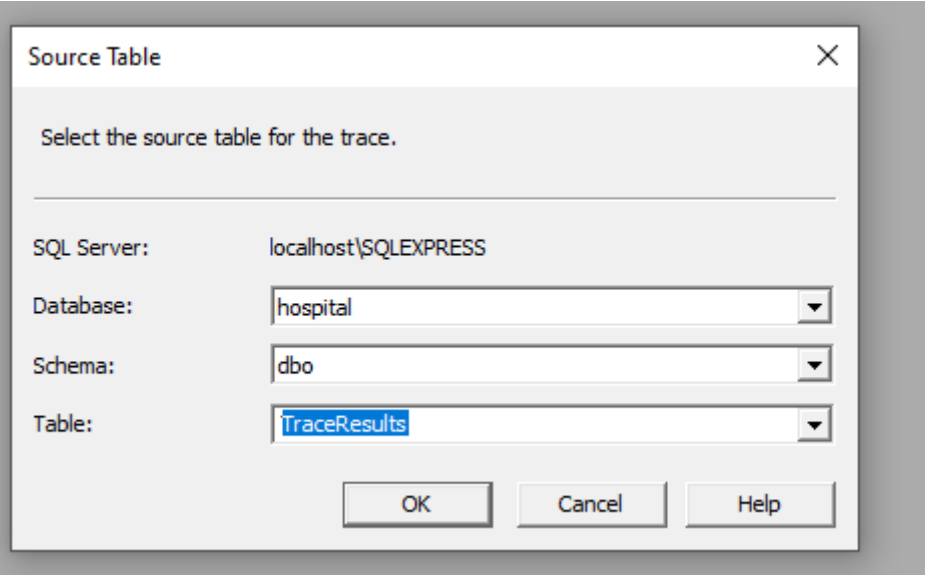 Source Table
Select the source table for the trace.
SQL Server: localhost\SQLEXPRESS
Database: hospital
Schema: dbo
Table: TraceResults
OK Cancel Help